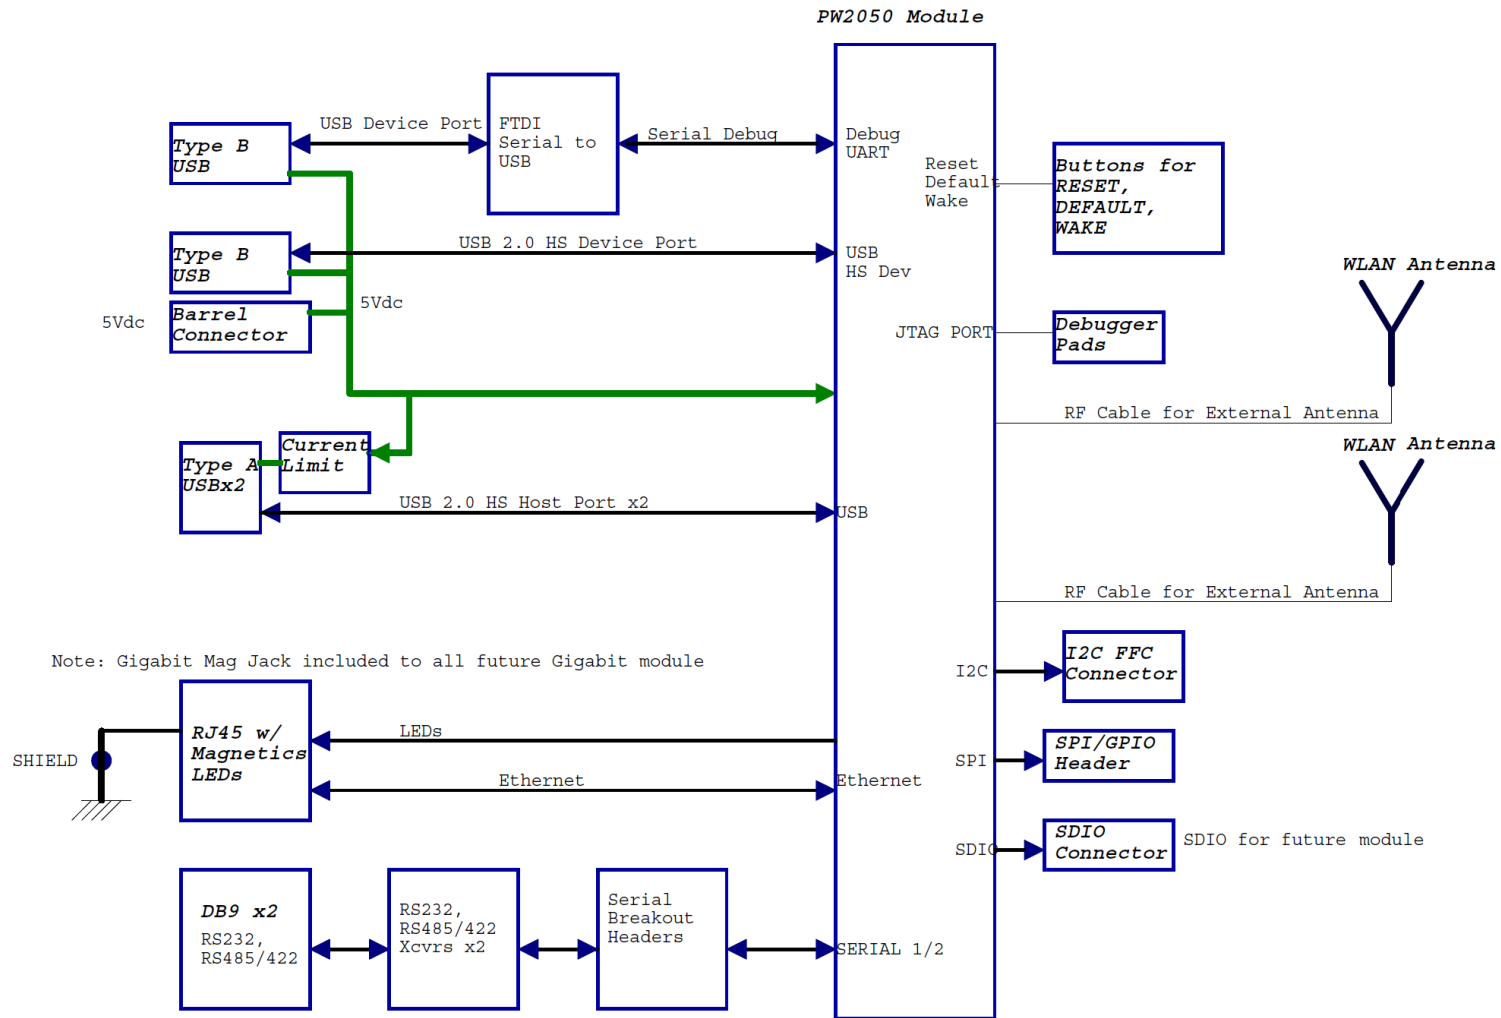 PW2050 Module
Type B
USB
USB Device Port
FTDI
Serial to
USB
Serial Debug
Debug
UART
Reset
Default
Wake
Buttons for
RESET,
DEFAULT,
WAKE
Type B
USB
USB 2.0 HS Device Port
USB
HS Dev
WLAN Antenna
5Vdc
Barrel
Connector
5Vdc
JTAG PORT
Debugger
Pads
RF Cable for External Antenna
Type A
USBx2
Current
Limit
WLAN Antenna
USB 2.0 HS Host Port x2
USB
RF Cable for External Antenna
Note: Gigabit Mag Jack included to all future Gigabit module
I2C
I2C FFC
Connector
SHIELD
RJ45 w/
Magnetics
LEDs
LEDs
Ethernet
Ethernet
SPI
SPI/GPIO
Header
SDIO
SDIO
Connector
SDIO for future module
DB9 x2
RS232,
RS485/422
RS232,
RS485/422
Xcvrs x2
Serial
Breakout
Headers
SERIAL 1/2